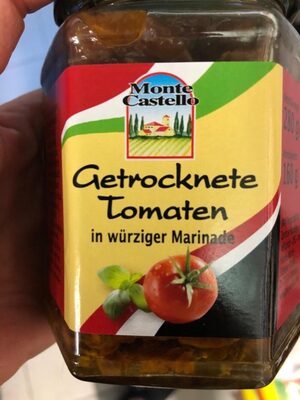 Monte
Castello
Getrocknete
Tomaten
in würziger Marinade